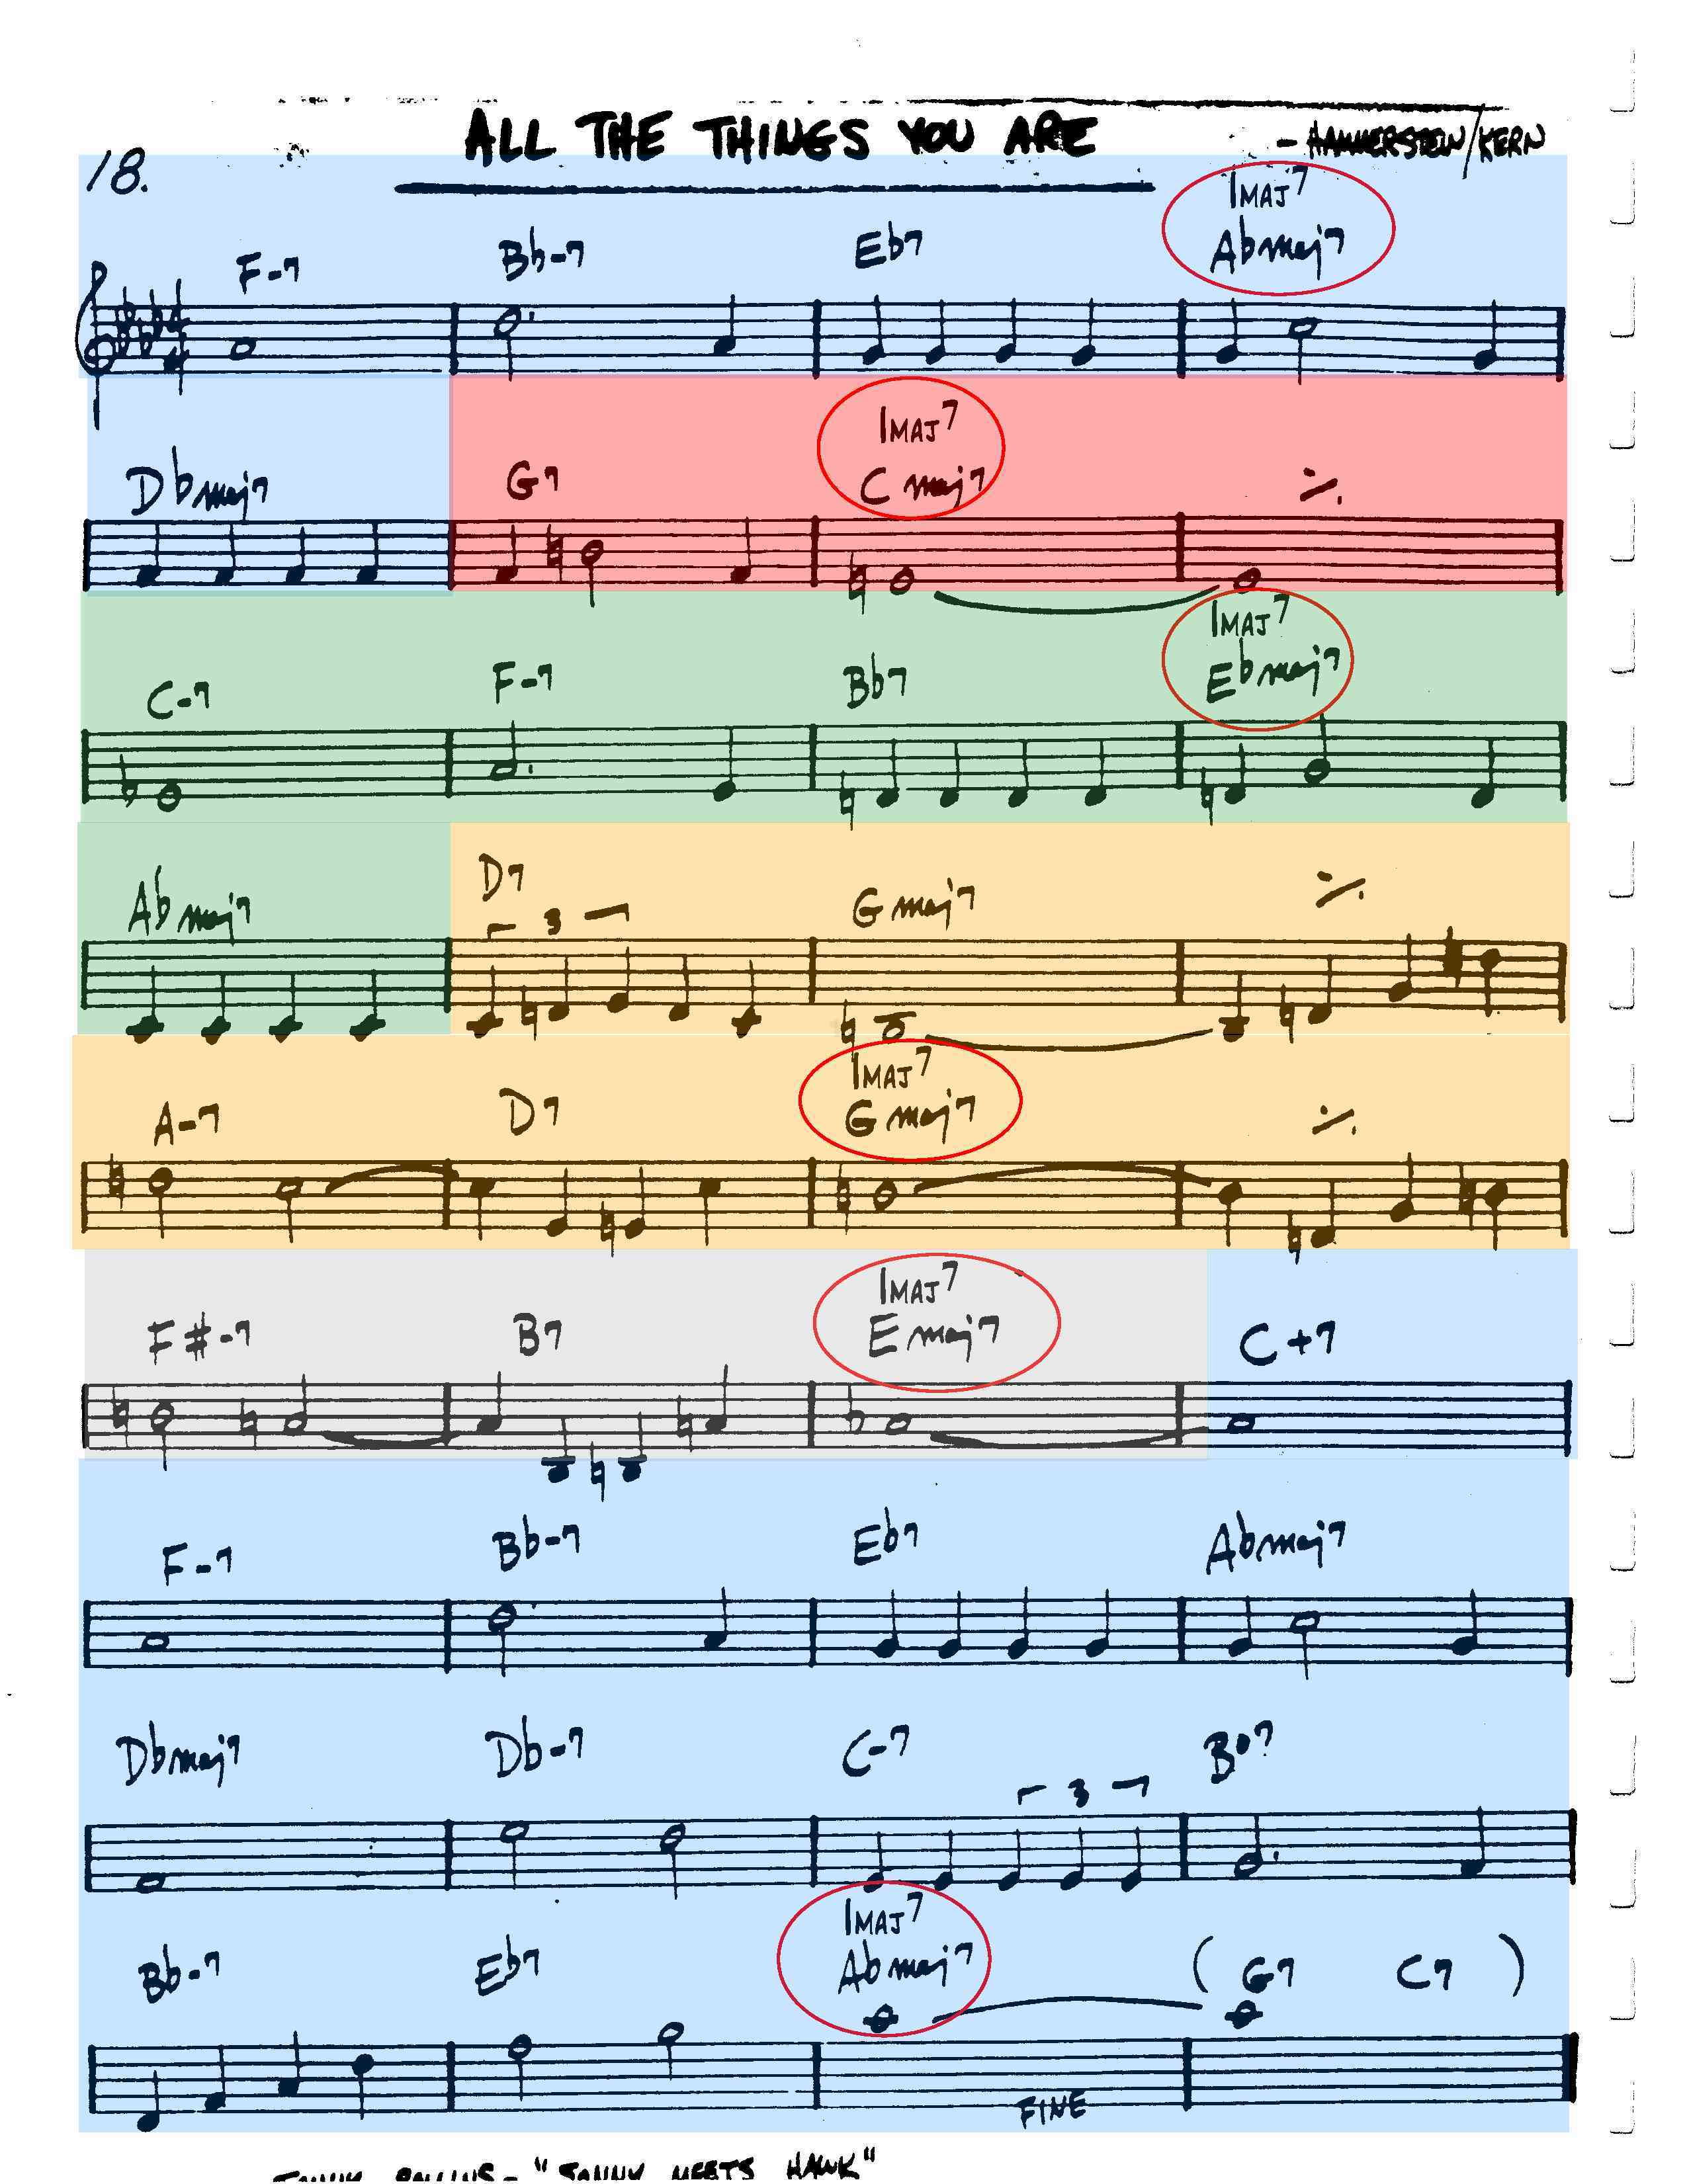 ALL THE THINGS YOU ARE
- HAMMERSTEIN/KERN
18.
IMAJ7
F-7 Bb-7 Eb7 Abmaj7
IMAJ7
Dbmaj7 G7 Cmaj7 ٪
IMAJ7
C-7 F-7 Bb7 Ebmaj7
Abmaj7 D7 Gmaj7 ٪
3
IMAJ7
A-7 D7 Gmaj7 ٪
IMAJ7
F#-7 B7 Emaj7 C+7
F-7 Bb-7 Eb7 Abmaj7
Dbmaj7 Db-7 C-7 Bo7
3
IMAJ7
Bb-7 Eb7 Abmaj7 ( G7 C7 )
FINE
ROLLINS - "SONNY MEETS HAWK"